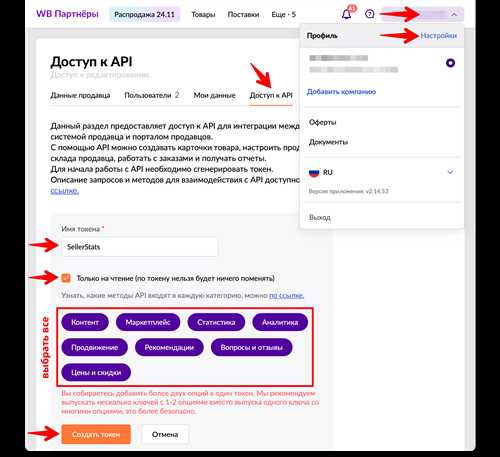 WB Партнёры Распродажа 24.11 Товары Поставки Еще · 5 41
Профиль Настройки
Добавить компанию
Оферты
Документы
RU
Версия приложения v2.14.53
Выход
Доступ к API
Доступ к редактированию
Данные продавца Пользователи 2 Мои данные Доступ к API
Данный раздел предоставляет доступ к API для интеграции меж
системой продавца и порталом продавцов.
С помощью API можно создавать карточки товара, настроить прод
склада продавца, работать с заказами и получать отчеты.
Для начала работы с API необходимо сгенерировать токен.
Описание запросов и методов для взаимодействия с API доступно
ссылке.
Имя токена *
SellerStats
Только на чтение (по токену нельзя будет ничего поменять)
Узнать, какие методы API входят в каждую категорию, можно по ссылке.
выбрать все
Контент Маркетплейс Статистика Аналитика
Продвижение Рекомендации Вопросы и отзывы
Цены и скидки
Вы собираетесь добавить более двух опций в один токен. Мы рекомендуем
выпускать несколько ключей с 1-2 опциями вместо выпуска одного ключа со
многими опциями, это более безопасно.
Создать токен Отмена